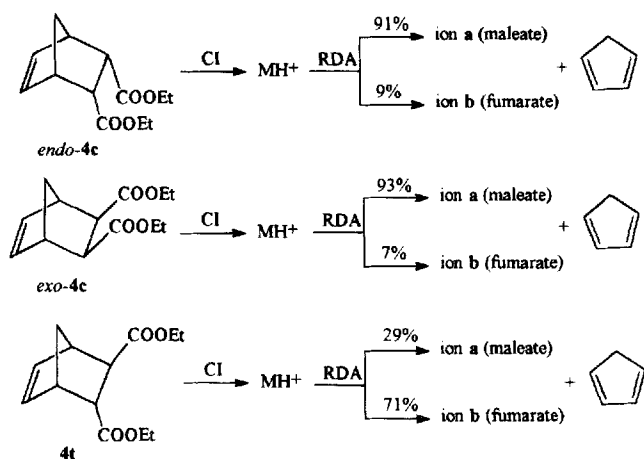 91%
ion a (maleate)
CI
MH+
RDA
+
9%
ion b (fumarate)
COOEt
COOEt
endo-4c
93%
ion a (maleate)
COOEt
COOEt
CI
MH+
RDA
+
7%
ion b (fumarate)
exo-4c
29%
ion a (maleate)
COOEt
CI
MH+
RDA
+
71%
ion b (fumarate)
COOEt
4t